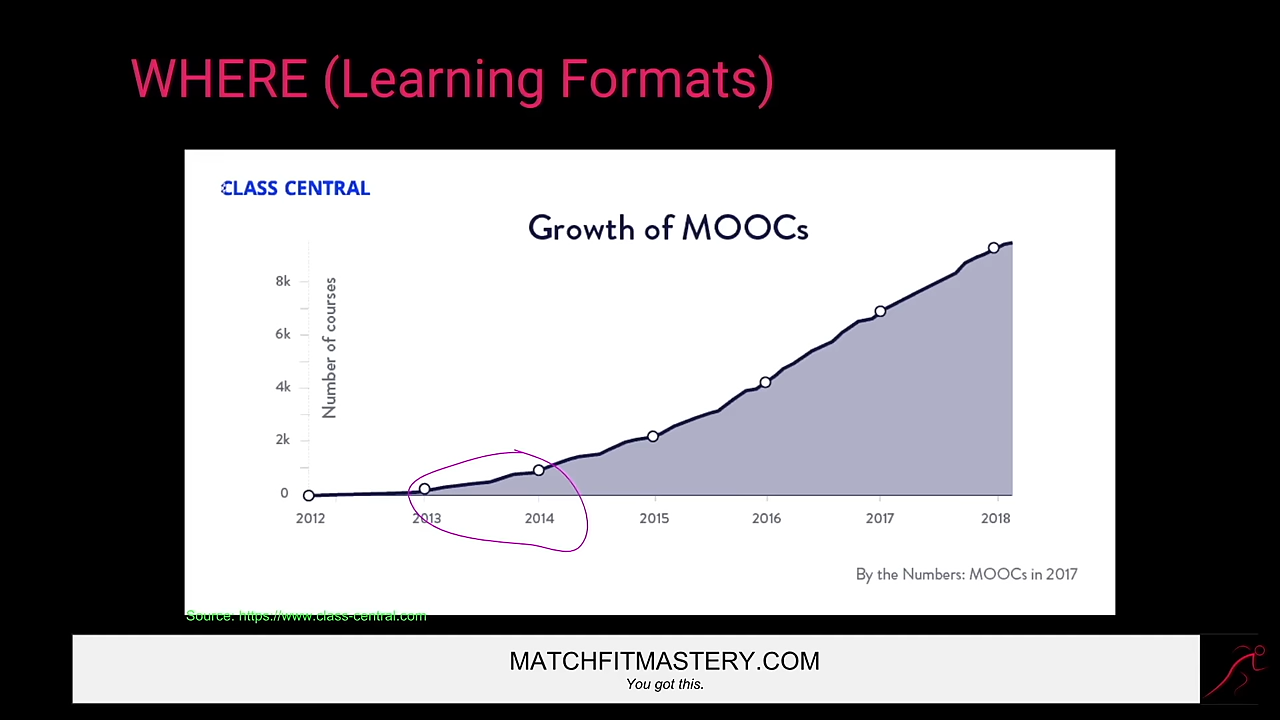 WHERE (Learning Formats)
CLASS CENTRAL
Growth of MOOCs
Number of courses
8k
6k
4k
2k
0
2012 2013 2014 2015 2016 2017 2018
By the Numbers: MOOCs in 2017
Source: https://www.class-central.com
MATCHFITMASTERY.COM
You got this.